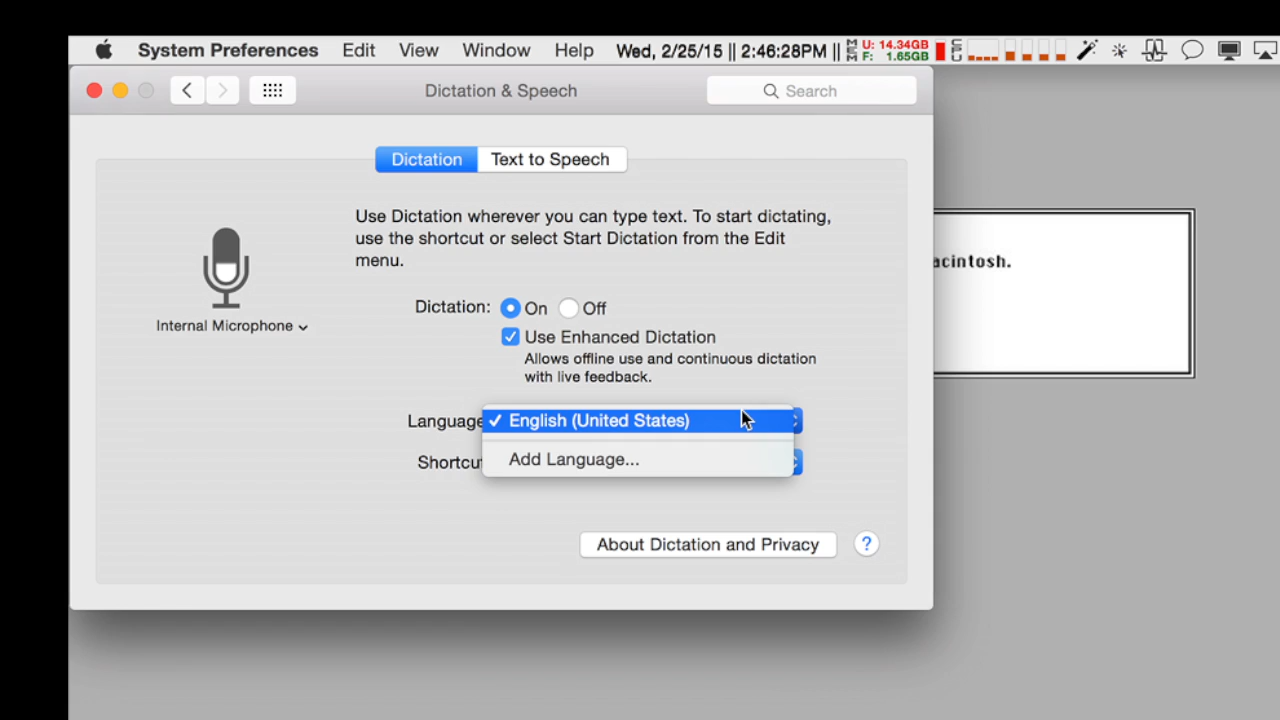 System Preferences Edit View Window Help Wed, 2/25/15 || 2:46:28PM || MEM U: 14.34GB F: 1.65GB CPU
Dictation & Speech
Search
Dictation Text to Speech
Use Dictation wherever you can type text. To start dictating,
use the shortcut or select Start Dictation from the Edit
menu.
acintosh.
Internal Microphone
Dictation: On Off
Use Enhanced Dictation
Allows offline use and continuous dictation
with live feedback.
Language ✓ English (United States)
Add Language...
Shortcu
About Dictation and Privacy ?